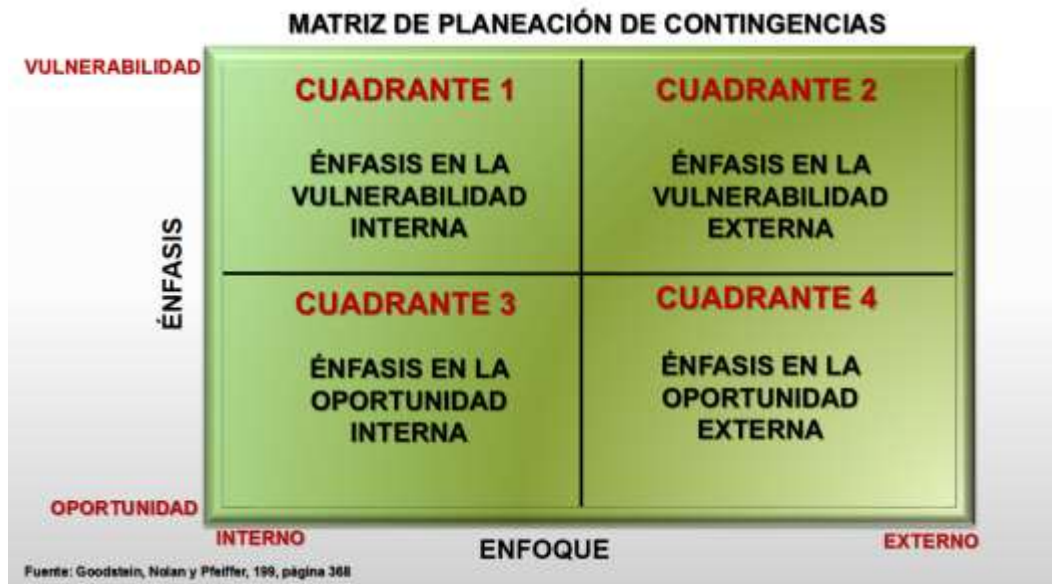 MATRIZ DE PLANEACIÓN DE CONTINGENCIAS
VULNERABILIDAD
CUADRANTE 1
ÉNFASIS EN LA
VULNERABILIDAD
INTERNA
CUADRANTE 2
ÉNFASIS EN LA
VULNERABILIDAD
EXTERNA
ÉNFASIS
CUADRANTE 3
ÉNFASIS EN LA
OPORTUNIDAD
INTERNA
CUADRANTE 4
ÉNFASIS EN LA
OPORTUNIDAD
EXTERNA
OPORTUNIDAD
INTERNO
ENFOQUE
EXTERNO
Fuente: Goodstein, Nolan y Pfeiffer, 199, página 368